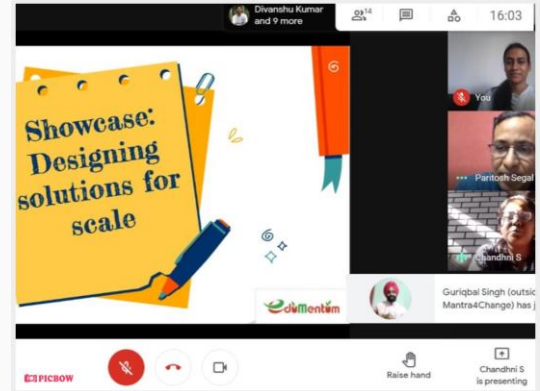 Divanshu Kumar
and 9 more
14
16:03
Showcase:
Designing
solutions for
scale
You
Paritosh Segal
Chandhni S
EduMentum
Guriqbal Singh (outsid
Mantra4Change) has j
PICBOW
Raise hand
Chandhni S
is presenting